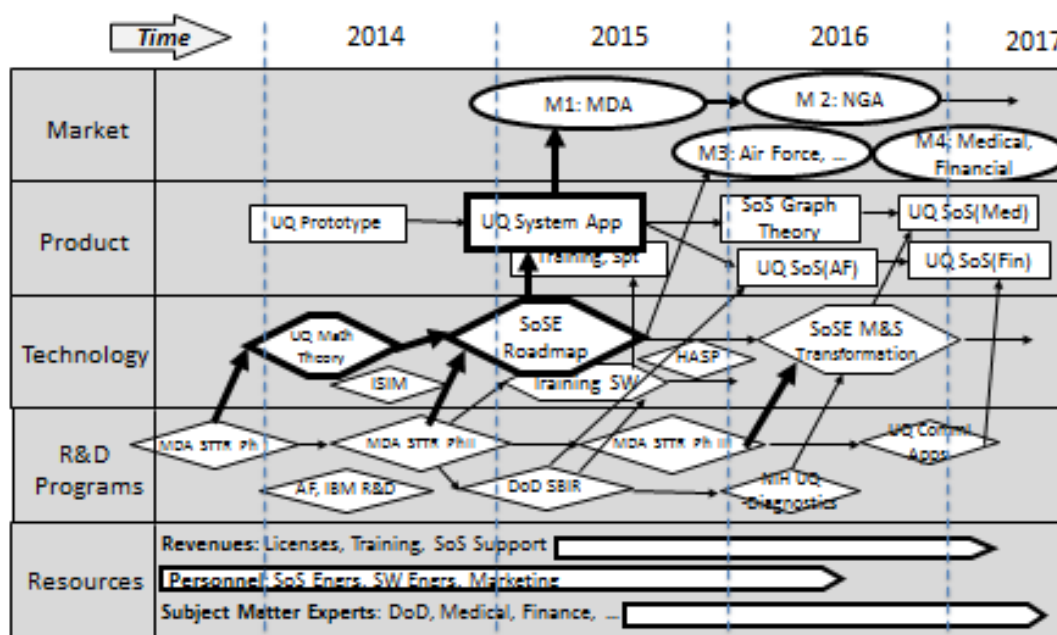 Time
2014
2015
2016
2017
Market
M1: MDA
M 2: NGA
M3: Air Force, ...
M4: Medical,
Financial
Product
UQ Prototype
UQ System App
Training, Spt
SoS Graph
Theory
UQ SoS(Med)
UQ SoS(AF)
UQ SoS(Fin)
Technology
UQ Math
Theory
SoSE
Roadmap
SoSE M&S
Transformation
ISIM
Training SW
HASP
R&D
Programs
MDA STTR Ph I
MDA STTR PhII
MDA STTR Ph III
UQ Comml
Apps
AF, IBM R&D
DoD SBIR
NIH UQ
Diagnostics
Resources
Revenues: Licenses, Training, SoS Support
Personnel: SoS Engrs, SW Engrs, Marketing
Subject Matter Experts: DoD, Medical, Finance, ...